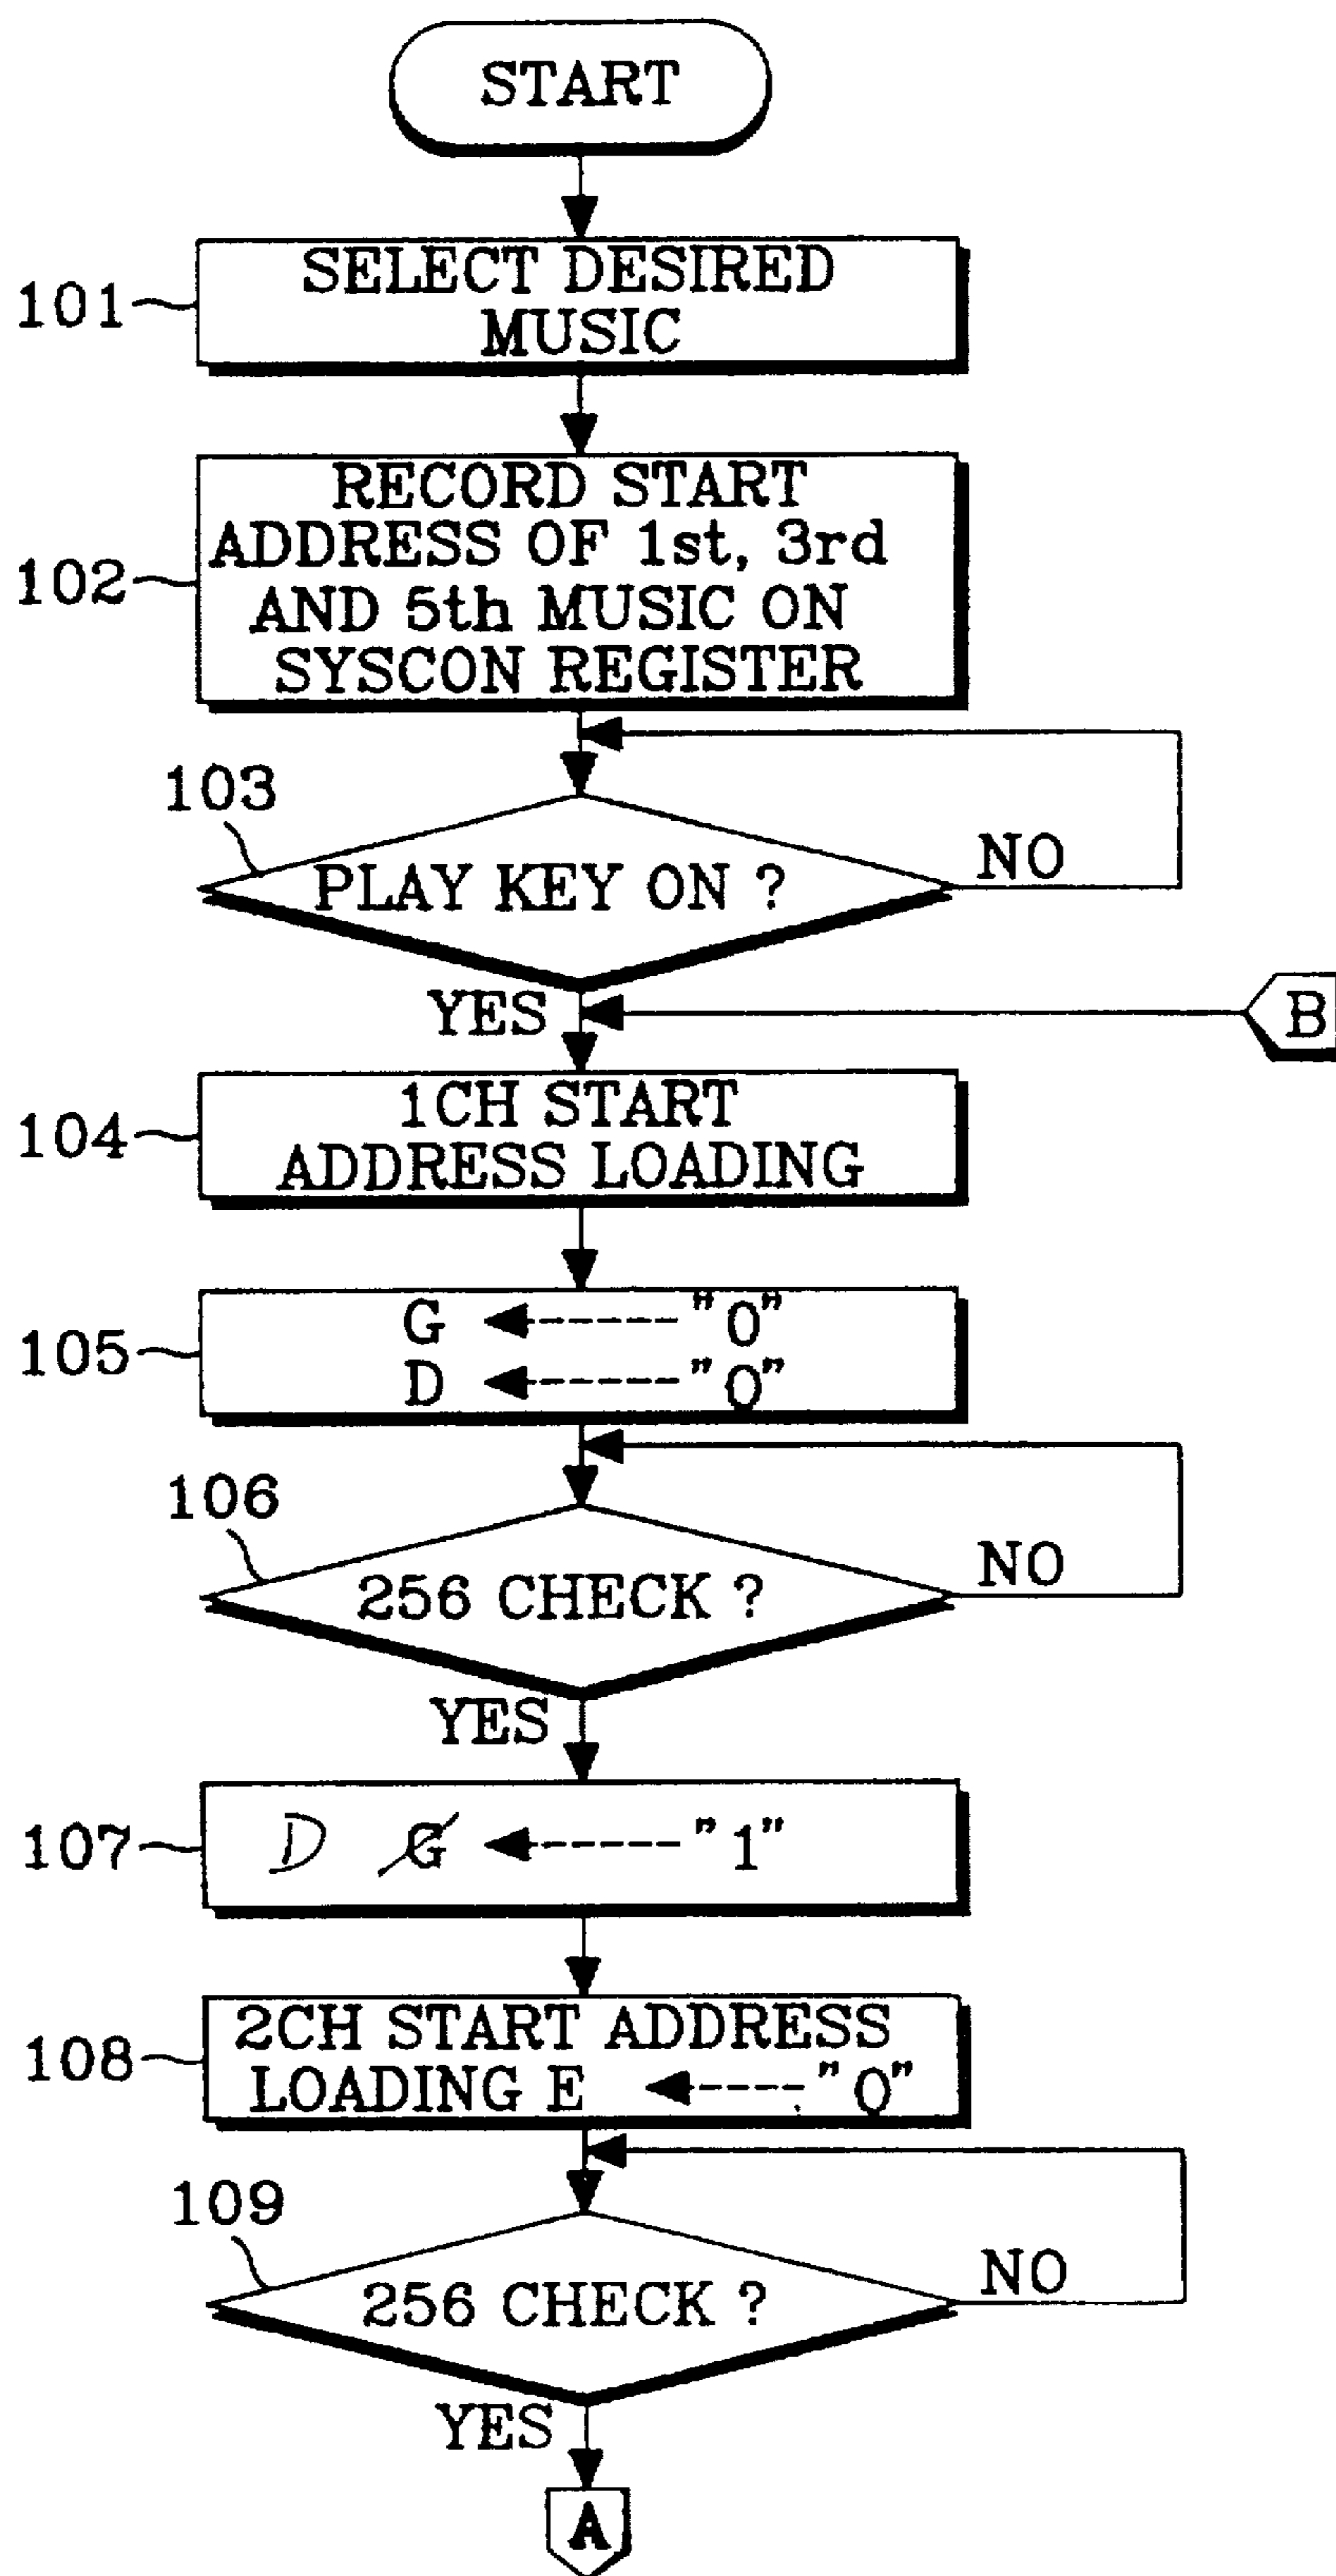 START
101
SELECT DESIRED
MUSIC
102
RECORD START
ADDRESS OF 1st, 3rd
AND 5th MUSIC ON
SYSCON REGISTER
103
PLAY KEY ON ?
NO
YES
B
104
1CH START
ADDRESS LOADING
105
G "0"
D "0"
106
256 CHECK ?
NO
YES
107
D G "1"
108
2CH START ADDRESS
LOADING E "0"
109
256 CHECK ?
NO
YES
A